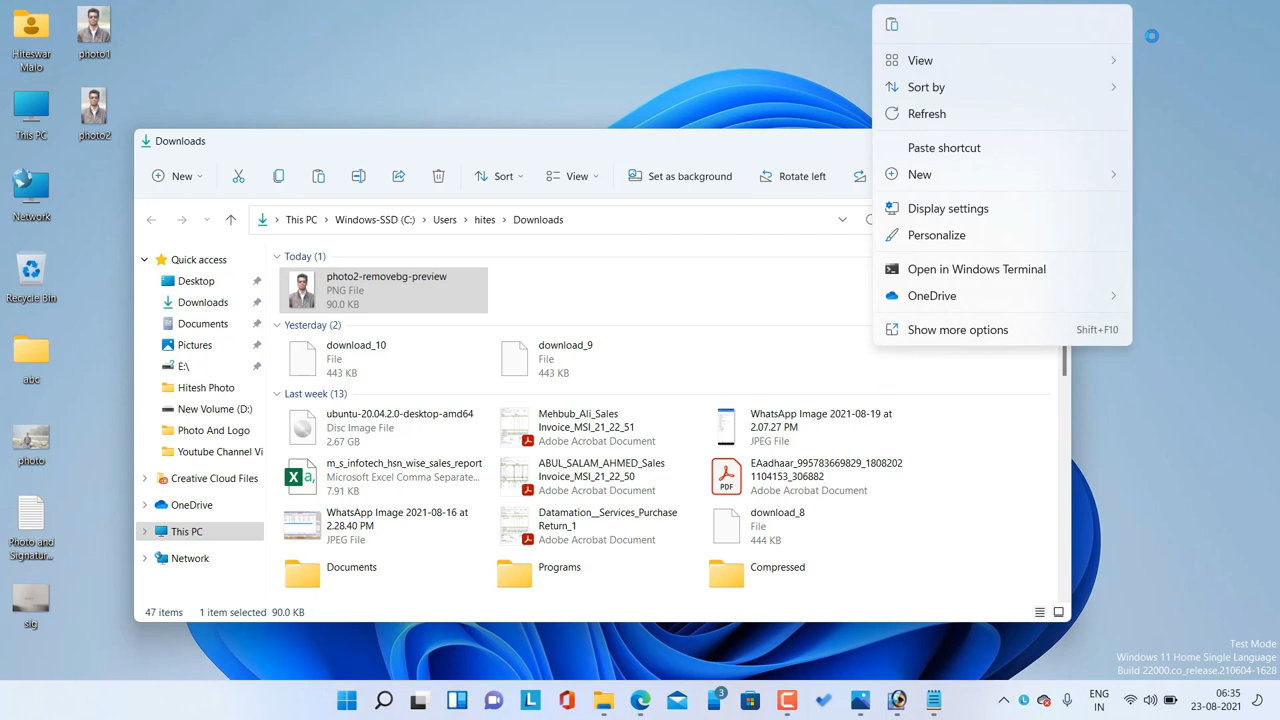 Hiteswar
Malo
photo1
This PC
photo2
Network
Recycle Bin
abc
photo
Photo and
Signatur...
sig
Downloads
New
Sort
View
Set as background
Rotate left
This PC
Windows-SSD (C:)
Users
hites
Downloads
Quick access
Desktop
Downloads
Documents
Pictures
E:\
Hitesh Photo
New Volume (D:)
Photo And Logo
Youtube Channel Vi
Creative Cloud Files
OneDrive
This PC
Network
Today (1)
photo2-removebg-preview
PNG File
90.0 KB
Yesterday (2)
download_10
File
443 KB
download_9
File
443 KB
Last week (13)
ubuntu-20.04.2.0-desktop-amd64
Disc Image File
2.67 GB
Mehbub_Ali_Sales
Invoice_MSI_21_22_51
Adobe Acrobat Document
WhatsApp Image 2021-08-19 at
2.07.27 PM
JPEG File
m_s_infotech_hsn_wise_sales_report
Microsoft Excel Comma Separate...
7.91 KB
ABUL_SALAM_AHMED_Sales
Invoice_MSI_21_22_50
Adobe Acrobat Document
PDF
EAadhaar_995783669829_1808202
1104153_306882
Adobe Acrobat Document
WhatsApp Image 2021-08-16 at
2.28.40 PM
JPEG File
Datamation__Services_Purchase
Return_1
Adobe Acrobat Document
download_8
File
444 KB
Documents
Programs
Compressed
47 items
1 item selected 90.0 KB
View
Sort by
Refresh
Paste shortcut
New
Display settings
Personalize
Open in Windows Terminal
OneDrive
Show more options
Shift+F10
Test Mode
Windows 11 Home Single Language
Build 22000.co_release.210604-1628
L
3
ENG
IN
06:35
23-08-2021